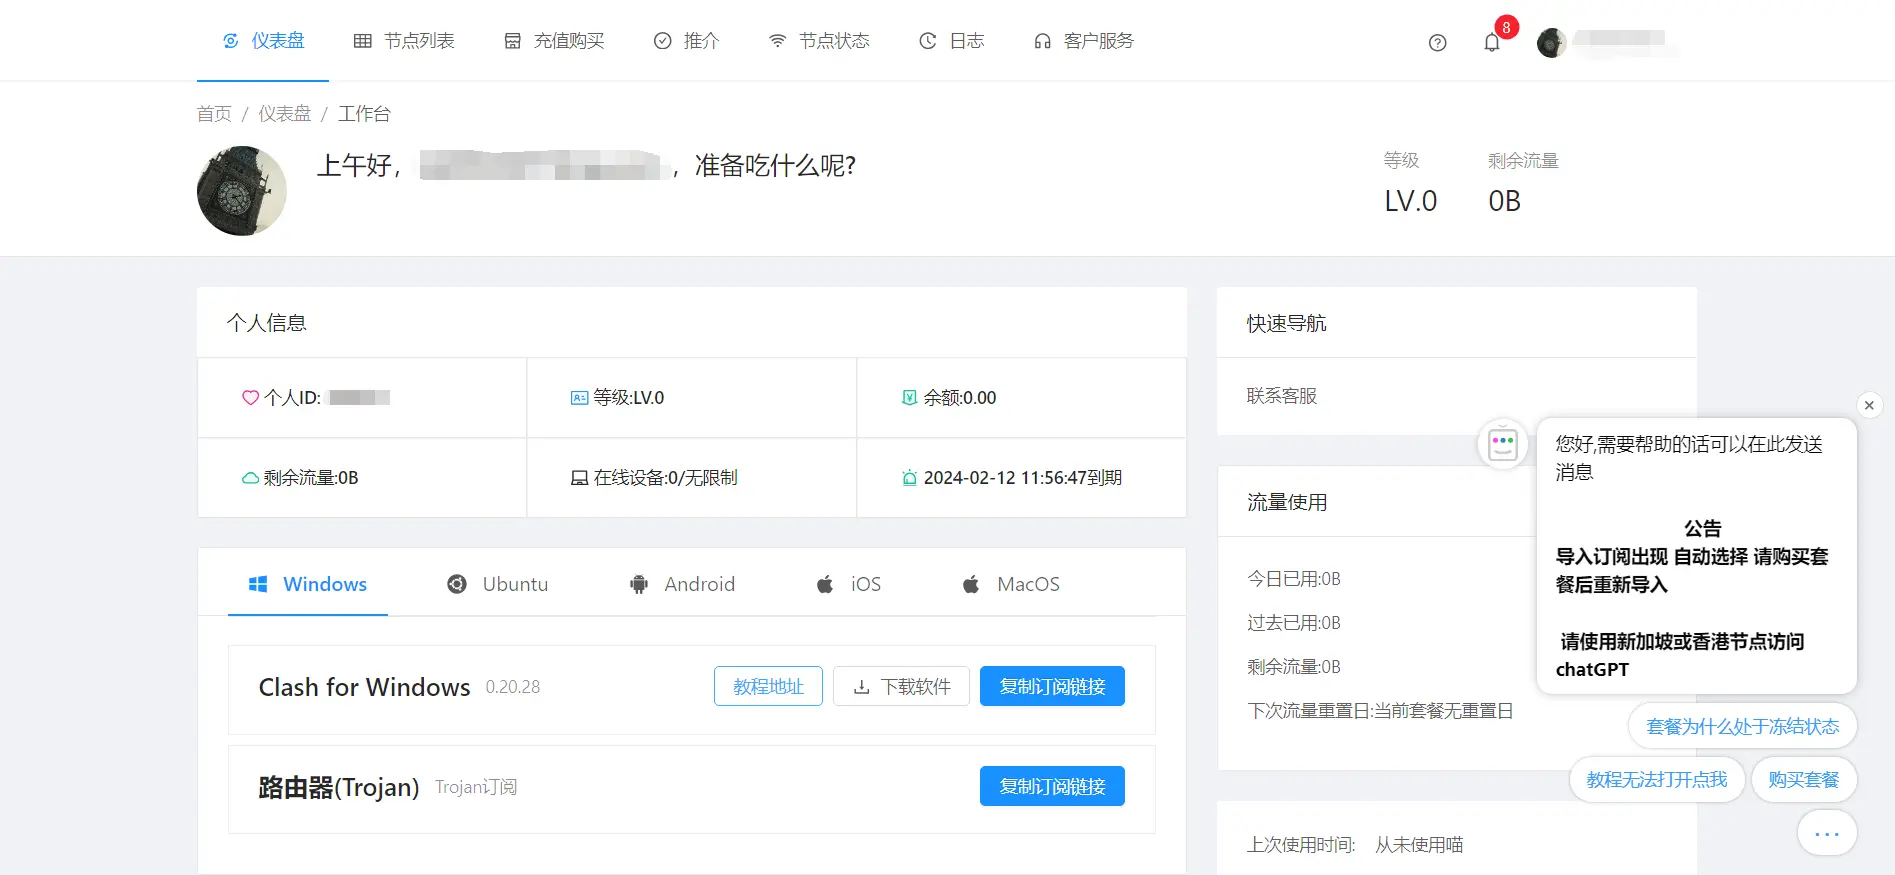 仪表盘 节点列表 充值购买 推介 节点状态 日志 客户服务 8
首页 / 仪表盘 / 工作台
上午好, , 准备吃什么呢?
等级 剩余流量
LV.0 0B
个人信息
个人ID:
等级:LV.0
余额:0.00
剩余流量:0B
在线设备:0/无限制
2024-02-12 11:56:47到期
Windows Ubuntu Android iOS MacOS
Clash for Windows 0.20.28 教程地址 下载软件 复制订阅链接
路由器(Trojan) Trojan订阅 复制订阅链接
快速导航
联系客服
流量使用
今日已用:0B
过去已用:0B
剩余流量:0B
下次流量重置日:当前套餐无重置日
上次使用时间: 从未使用喵
您好,需要帮助的话可以在此发送
消息
公告
导入订阅出现 自动选择 请购买套
餐后重新导入
请使用新加坡或香港节点访问
chatGPT
套餐为什么处于冻结状态
教程无法打开点我 购买套餐
...